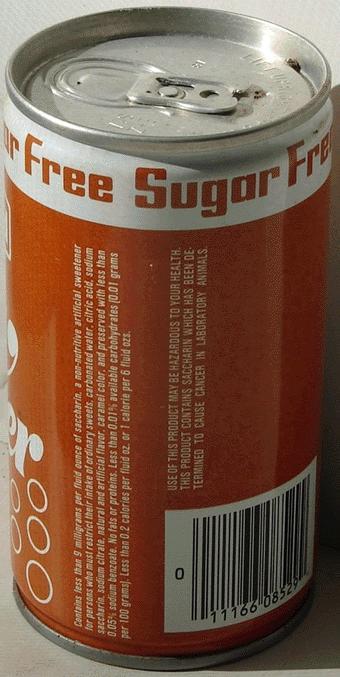 Sugar Free
Contains less than 9 milligrams per fluid ounce of saccharin, a non-nutritive artificial sweetener
for persons who must restrict their intake of ordinary sweets, carbonated water, citric acid, sodium
saccharin, sodium citrate, natural and artificial flavor, caramel color, and preserved with less than
0.05% sodium benzoate. No fats or proteins. Less than 0.01% available carbohydrates (0.01 grams
per 100 grams). Less than 0.2 calories per fluid oz. or 1 calorie per 6 fluid ozs.
USE OF THIS PRODUCT MAY BE HAZARDOUS TO YOUR HEALTH.
THIS PRODUCT CONTAINS SACCHARIN WHICH HAS BEEN DE-
TERMINED TO CAUSE CANCER IN LABORATORY ANIMALS.
0
11166 08529